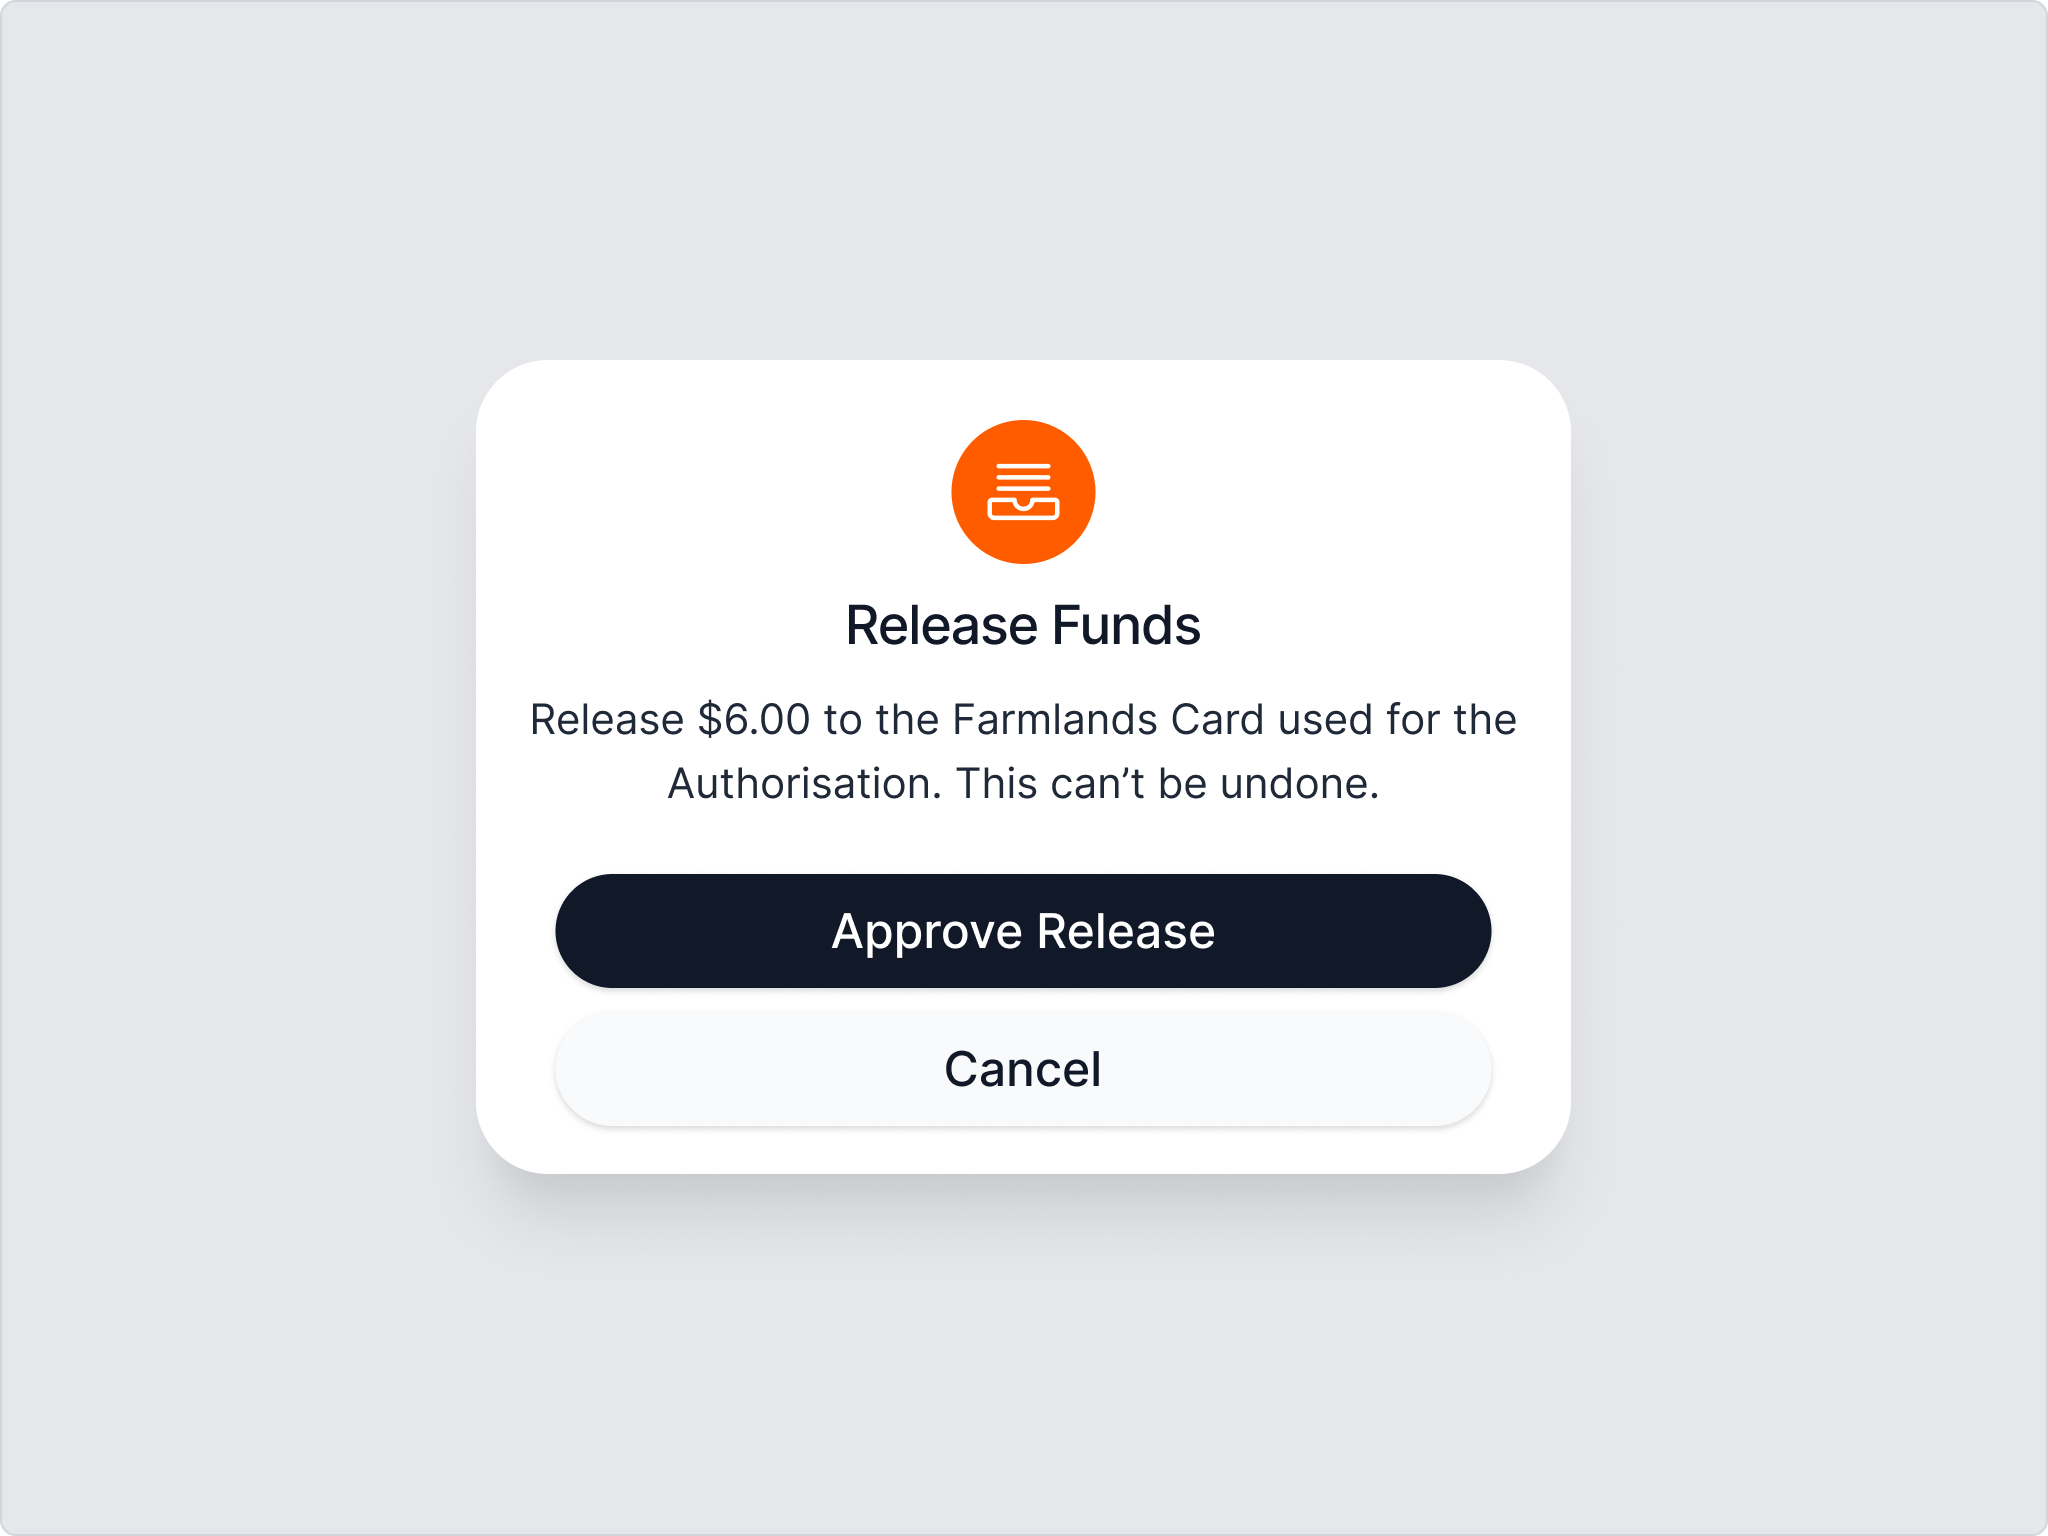 Release Funds
Release $6.00 to the Farmlands Card used for the
Authorisation. This can’t be undone.
Approve Release
Cancel